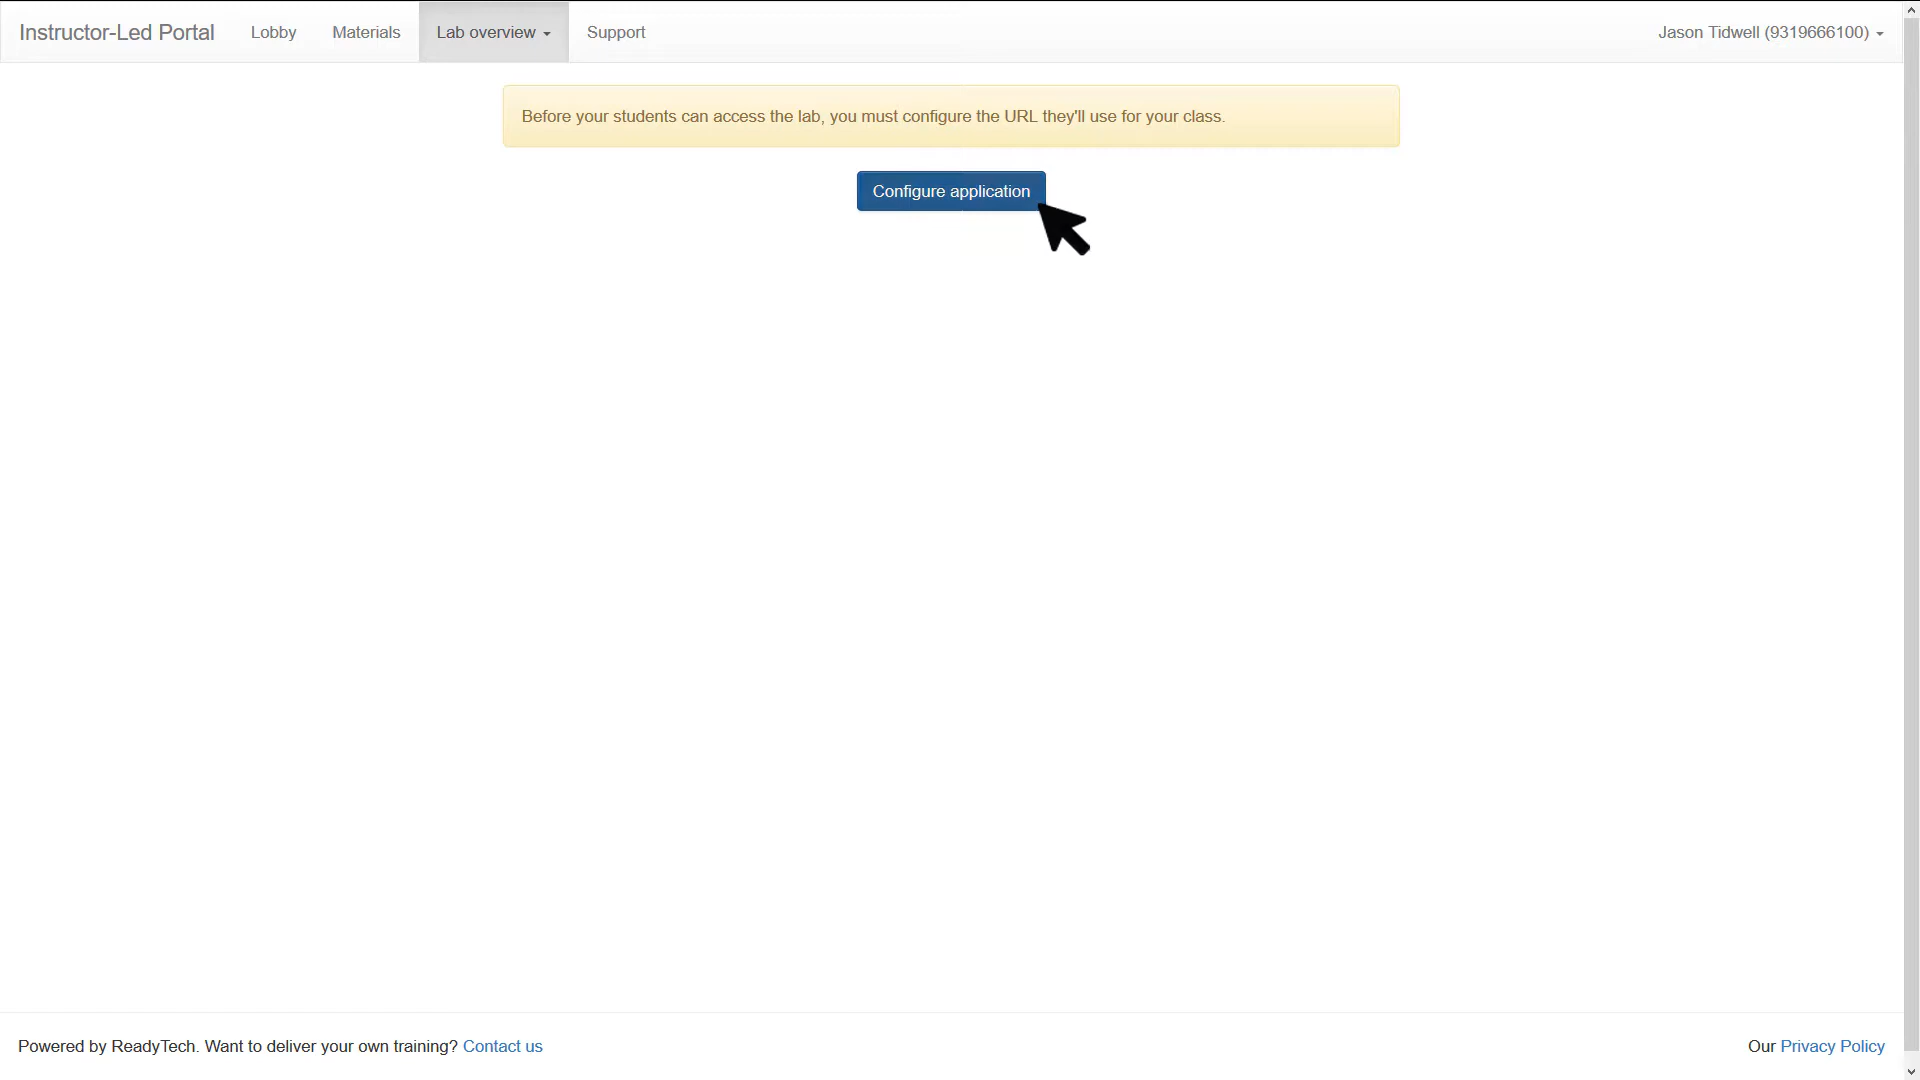 Instructor-Led Portal Lobby Materials Lab overview Support Jason Tidwell (9319666100)
Before your students can access the lab, you must configure the URL they'll use for your class.
Configure application
Powered by ReadyTech. Want to deliver your own training? Contact us Our Privacy Policy